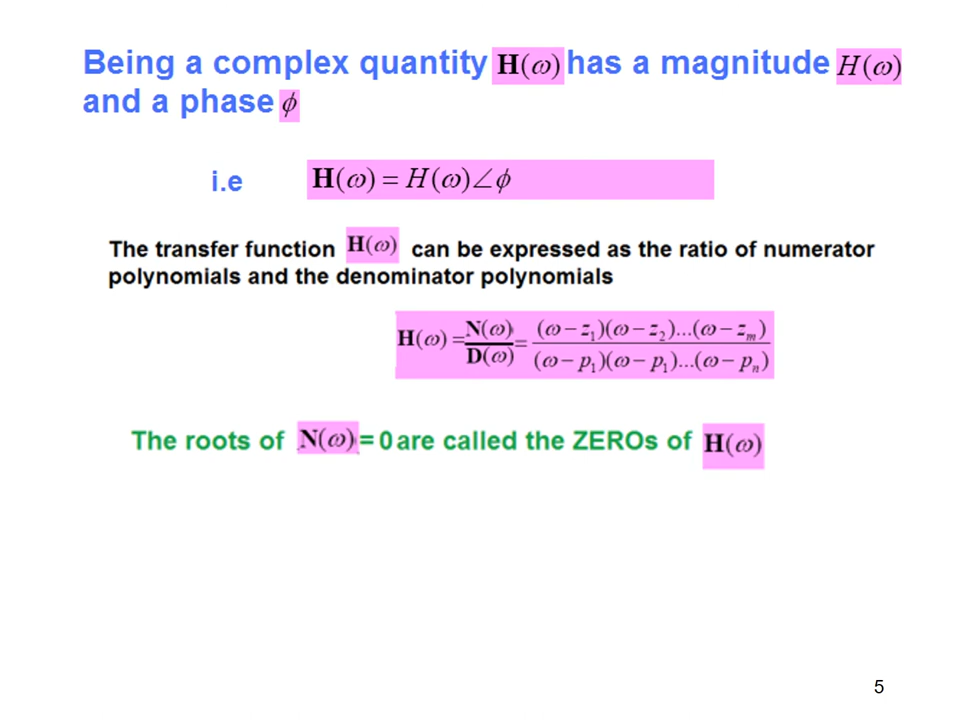 Being a complex quantity H(ω) has a magnitude H(ω)
and a phase ϕ
i.e H(ω) = H(ω)∠ϕ
The transfer function H(ω) can be expressed as the ratio of numerator
polynomials and the denominator polynomials
H(ω) = N(ω)/D(ω) = (ω − z₁)(ω − z₂)...(ω − zₘ)/(ω − p₁)(ω − p₁)...(ω − pₙ)
The roots of N(ω) = 0 are called the ZEROs of H(ω)
5